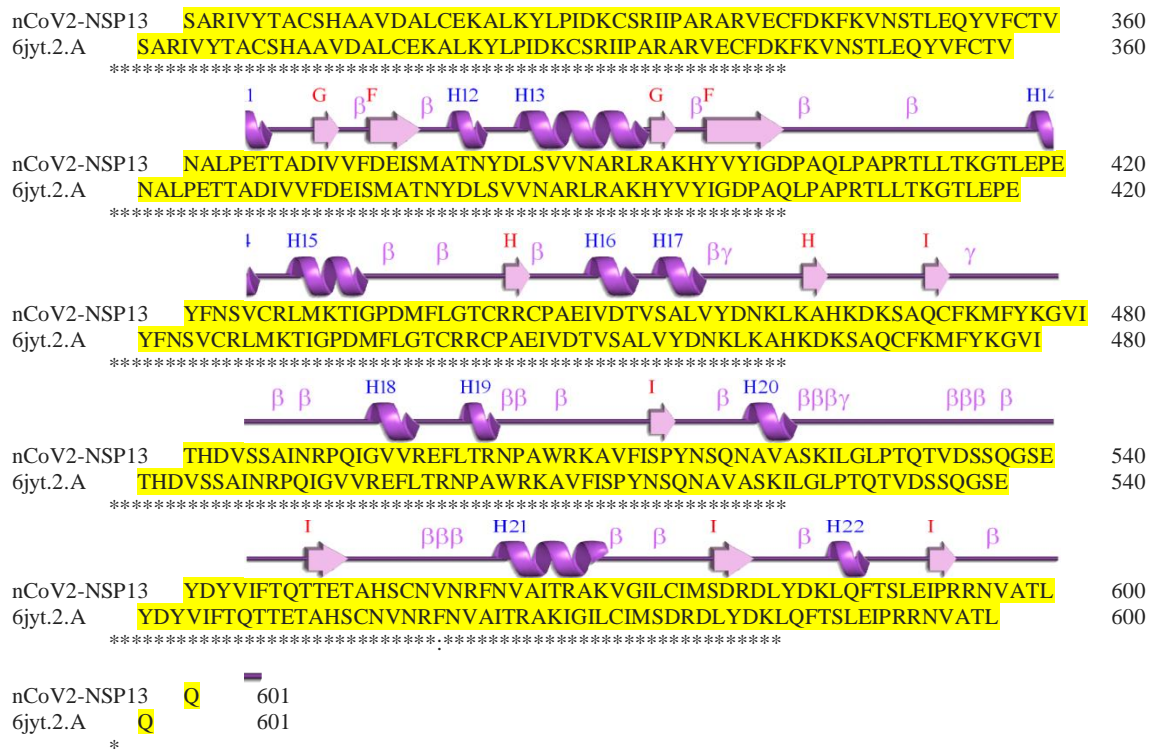 nCoV2-NSP13 SARIVYTACSHAAVDALCEKALKYLPIDKCSRIIPARARVECFDKFKVNSTLEQYVFCTV 360
6jyt.2.A SARIVYTACSHAAVDALCEKALKYLPIDKCSRIIPARARVECFDKFKVNSTLEQYVFCTV 360
************************************************************
1 G β F β H12 H13 G β F β β H14
nCoV2-NSP13 NALPETTADIVVFDEISMATNYDLSVVNARLRAKHYVYIGDPAQLPAPRTLLTKGTLEPE 420
6jyt.2.A NALPETTADIVVFDEISMATNYDLSVVNARLRAKHYVYIGDPAQLPAPRTLLTKGTLEPE 420
************************************************************
4 H15 β β H β H16 H17 βγ H I γ
nCoV2-NSP13 YFNSVCRLMKTIGPDMFLGTCRRCPAEIVDTVSALVYDNKLKAHKDKSAQCFKMFYKGVI 480
6jyt.2.A YFNSVCRLMKTIGPDMFLGTCRRCPAEIVDTVSALVYDNKLKAHKDKSAQCFKMFYKGVI 480
************************************************************
β β H18 H19 ββ β I β H20 βββγ βββ β
nCoV2-NSP13 THDVSSAINRPQIGVVREFLTRNPAWRKAVFISPYNSQNAVASKILGLPTQTVDSSQGSE 540
6jyt.2.A THDVSSAINRPQIGVVREFLTRNPAWRKAVFISPYNSQNAVASKILGLPTQTVDSSQGSE 540
************************************************************
I βββ H21 β β I β H22 I β
nCoV2-NSP13 YDYVIFTQTTETAHSCNVNRFNVAITRAKVGILCIMSDRDLYDKLQFTSLEIPRRNVATL 600
6jyt.2.A YDYVIFTQTTETAHSCNVNRFNVAITRAKIGILCIMSDRDLYDKLQFTSLEIPRRNVATL 600
*****************************:******************************
nCoV2-NSP13 Q 601
6jyt.2.A Q 601
*